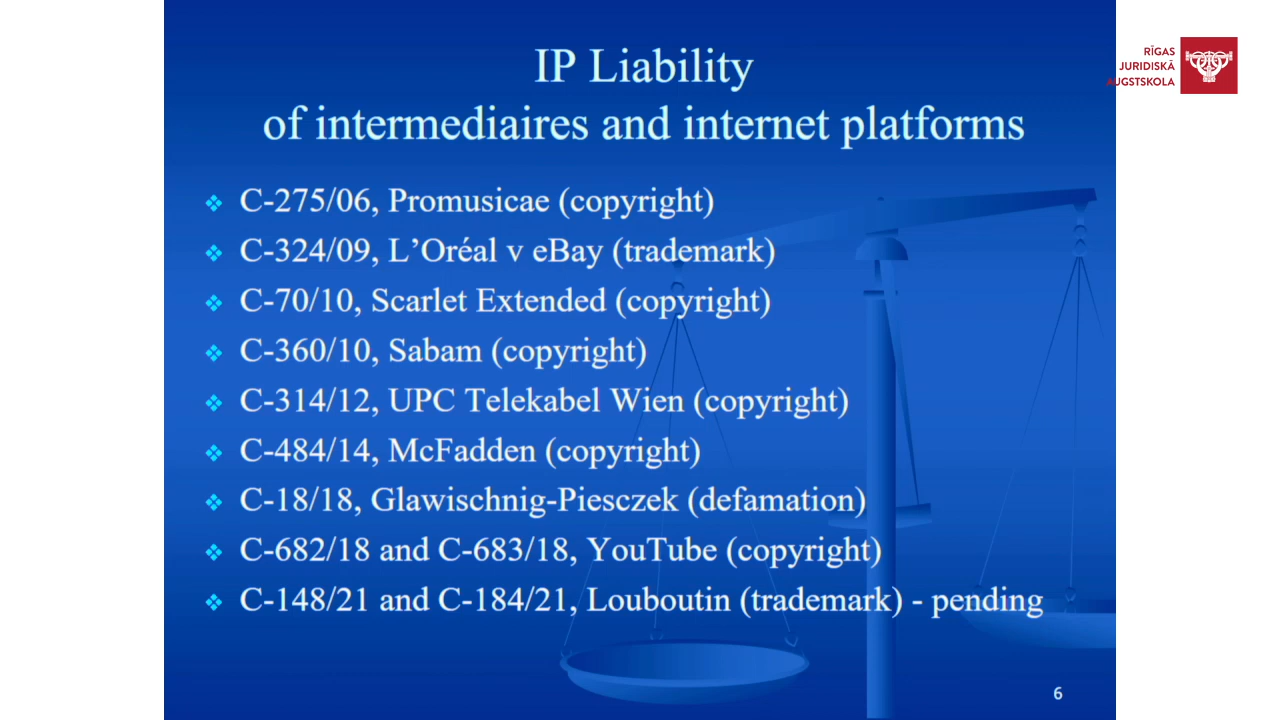 IP Liability
of intermediaires and internet platforms
RĪGAS
JURIDISKĀ
AUGSTSKOLA
C-275/06, Promusicae (copyright)
C-324/09, L’Oréal v eBay (trademark)
C-70/10, Scarlet Extended (copyright)
C-360/10, Sabam (copyright)
C-314/12, UPC Telekabel Wien (copyright)
C-484/14, McFadden (copyright)
C-18/18, Glawischnig-Piesczek (defamation)
C-682/18 and C-683/18, YouTube (copyright)
C-148/21 and C-184/21, Louboutin (trademark) - pending
6